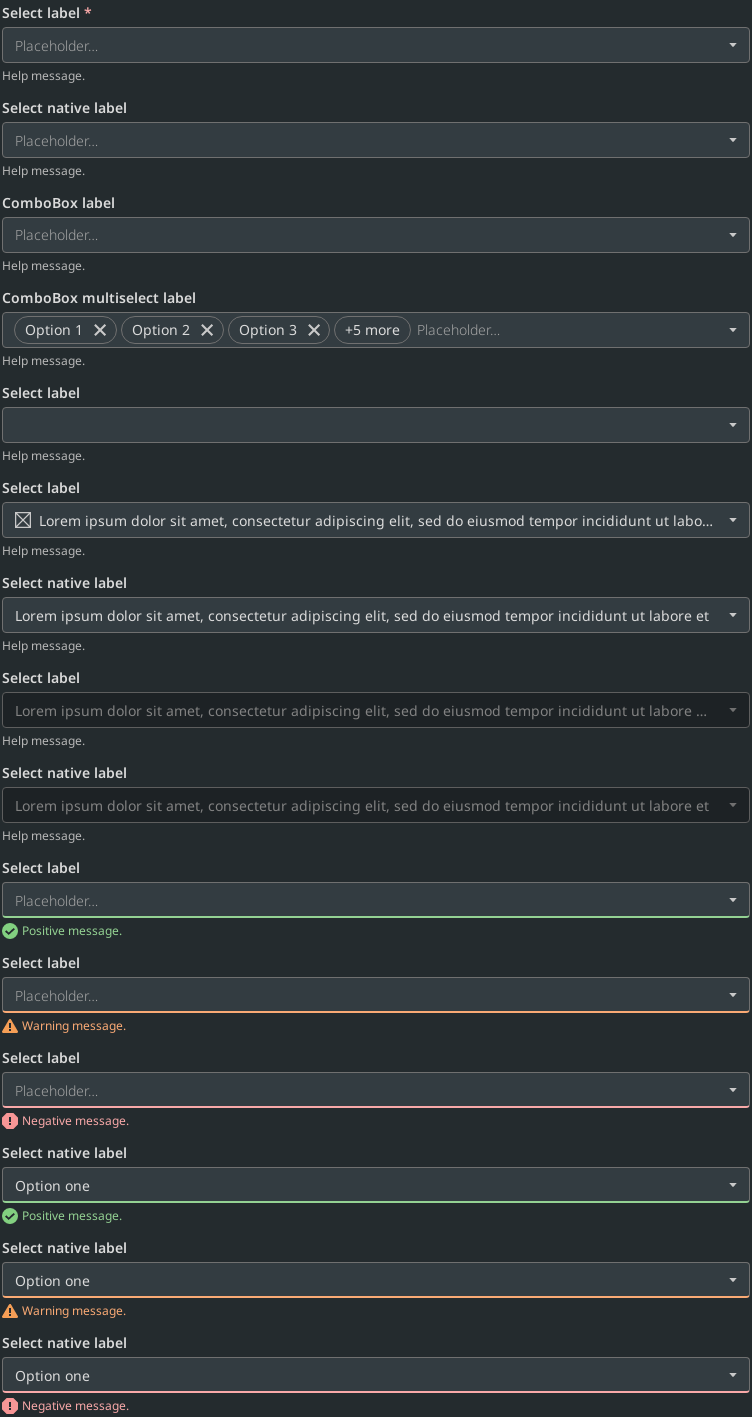 Select label *
Placeholder...
Help message.
Select native label
Placeholder...
Help message.
ComboBox label
Placeholder...
Help message.
ComboBox multiselect label
Option 1 Option 2 Option 3 +5 more Placeholder...
Help message.
Select label
Help message.
Select label
Lorem ipsum dolor sit amet, consectetur adipiscing elit, sed do eiusmod tempor incididunt ut labo...
Help message.
Select native label
Lorem ipsum dolor sit amet, consectetur adipiscing elit, sed do eiusmod tempor incididunt ut labore et
Help message.
Select label
Lorem ipsum dolor sit amet, consectetur adipiscing elit, sed do eiusmod tempor incididunt ut labore ...
Help message.
Select native label
Lorem ipsum dolor sit amet, consectetur adipiscing elit, sed do eiusmod tempor incididunt ut labore et
Help message.
Select label
Placeholder...
Positive message.
Select label
Placeholder...
Warning message.
Select label
Placeholder...
Negative message.
Select native label
Option one
Positive message.
Select native label
Option one
Warning message.
Select native label
Option one
Negative message.